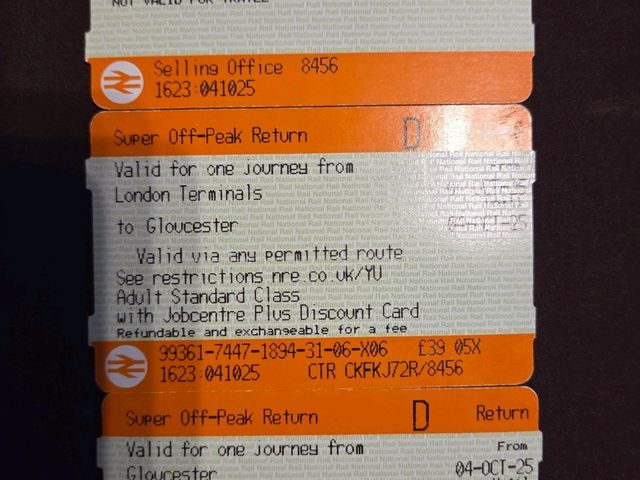 NOT VALID FOR TRAVEL
Selling Office 8456
1623:041025
Super Off-Peak Return D
Valid for one journey from
London Terminals
to Gloucester
Valid via any permitted route
See restrictions nre.co.uk/YU
Adult Standard Class
with Jobcentre Plus Discount Card
Refundable and exchangeable for a fee
99361-7447-1894-31-06-X06 £39.05X
1623:041025 CTR CKFKJ72R/8456
Super Off-Peak Return D Return
Valid for one journey from From
Gloucester 04-OCT-25